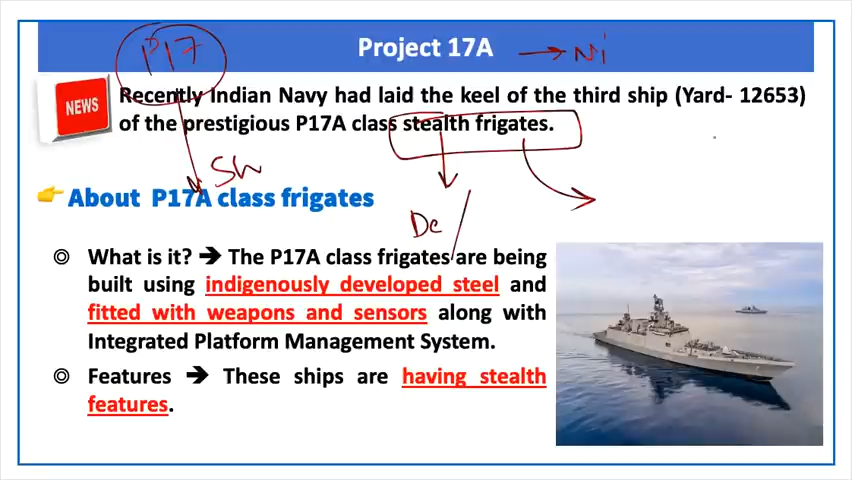 Project 17A → Ni
P17
NEWS
Recently Indian Navy had laid the keel of the third ship (Yard- 12653)
of the prestigious P17A class stealth frigates.
Sh
About P17A class frigates
De /
◎ What is it? → The P17A class frigates are being
built using indigenously developed steel and
fitted with weapons and sensors along with
Integrated Platform Management System.
◎ Features → These ships are having stealth
features.